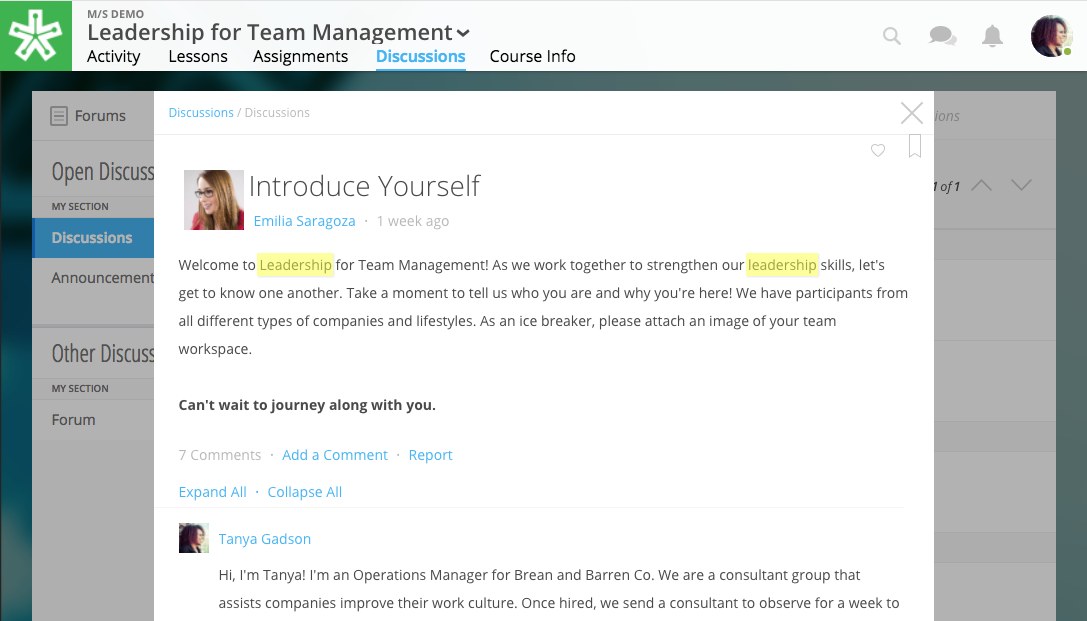 M/S DEMO
Leadership for Team Management
Activity Lessons Assignments Discussions Course Info
Forums
Discussions / Discussions
ions
Open Discuss
1 of 1
MY SECTION
Discussions
Announcement
Other Discuss
MY SECTION
Forum
Introduce Yourself
Emilia Saragoza · 1 week ago
Welcome to Leadership for Team Management! As we work together to strengthen our leadership skills, let's
get to know one another. Take a moment to tell us who you are and why you're here! We have participants from
all different types of companies and lifestyles. As an ice breaker, please attach an image of your team
workspace.
Can't wait to journey along with you.
7 Comments · Add a Comment · Report
Expand All · Collapse All
Tanya Gadson
Hi, I'm Tanya! I'm an Operations Manager for Brean and Barren Co. We are a consultant group that
assists companies improve their work culture. Once hired, we send a consultant to observe for a week to